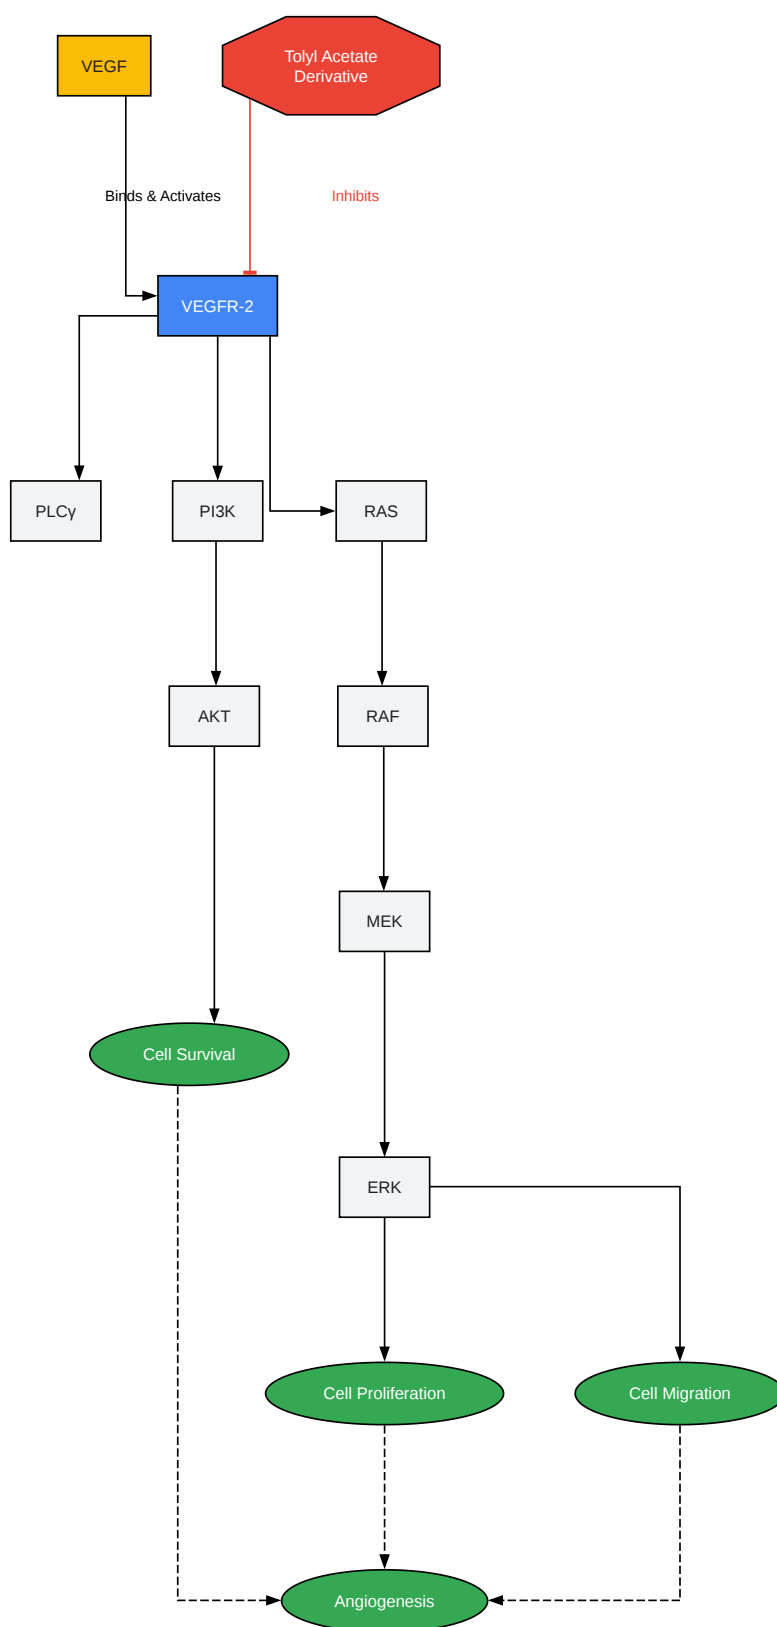 VEGF
Tolyl Acetate
Derivative
Binds & Activates
Inhibits
VEGFR-2
PLCγ
PI3K
RAS
AKT
RAF
MEK
Cell Survival
ERK
Cell Proliferation
Cell Migration
Angiogenesis